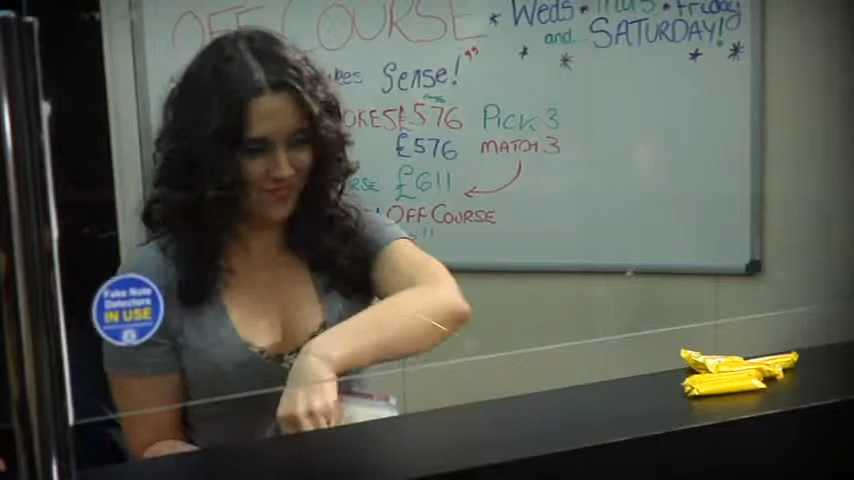 OFF COURSE
* Weds * Thurs * Friday
and SATURDAY!
Sense!"
£576 PICK 3
£576 MATCH 3
£611
OFF COURSE
Fake Note
Detectors
IN USE